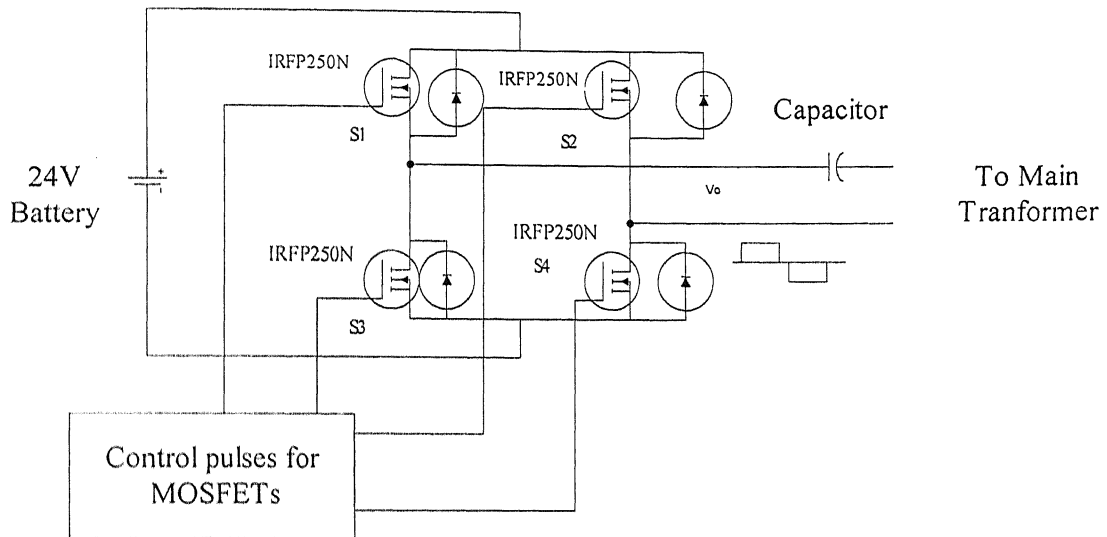 IRFP250N
IRFP250N
S1
S2
Capacitor
24V
Battery
+
-
Vo
To Main
Tranformer
IRFP250N
IRFP250N
S4
S3
Control pulses for
MOSFETs